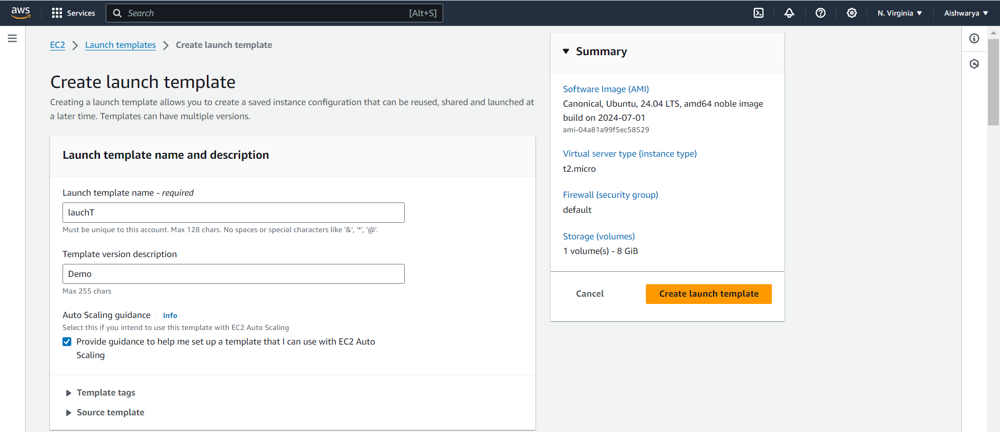 aws
Services
Search [Alt+S]
N. Virginia
Aishwarya
EC2 > Launch templates > Create launch template
Create launch template
Creating a launch template allows you to create a saved instance configuration that can be reused, shared and launched at
a later time. Templates can have multiple versions.
Launch template name and description
Launch template name - required
lauchT
Must be unique to this account. Max 128 chars. No spaces or special characters like '&', '*', '@'.
Template version description
Demo
Max 255 chars
Auto Scaling guidance Info
Select this if you intend to use this template with EC2 Auto Scaling
Provide guidance to help me set up a template that I can use with EC2 Auto
Scaling
Template tags
Source template
Summary
Software Image (AMI)
Canonical, Ubuntu, 24.04 LTS, amd64 noble image
build on 2024-07-01
ami-04a81a99f5ec58529
Virtual server type (instance type)
t2.micro
Firewall (security group)
default
Storage (volumes)
1 volume(s) - 8 GiB
Cancel
Create launch template